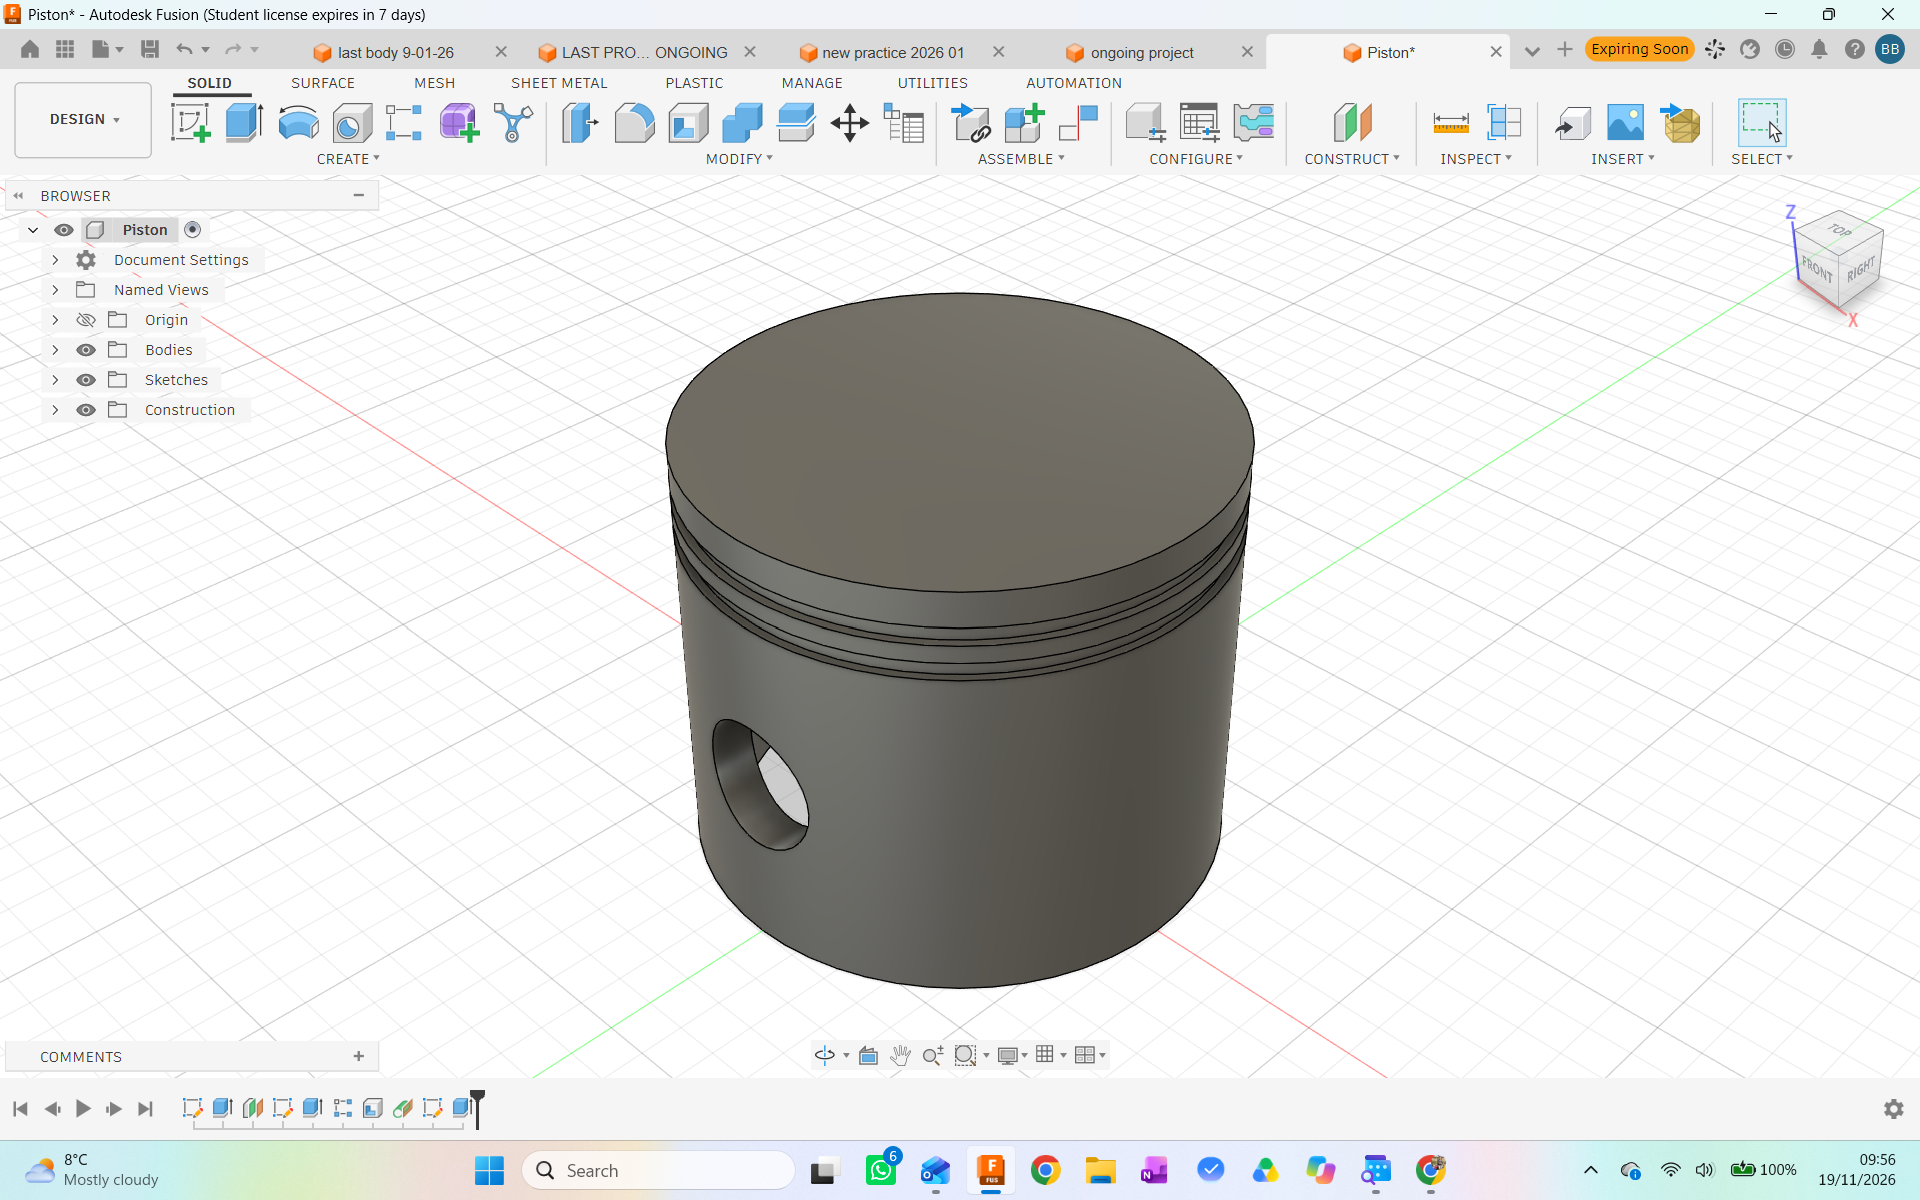 Piston* - Autodesk Fusion (Student license expires in 7 days)
last body 9-01-26
LAST PRO... ONGOING
new practice 2026 01
ongoing project
Piston*
Expiring Soon
BB
SOLID SURFACE MESH SHEET METAL PLASTIC MANAGE UTILITIES AUTOMATION
DESIGN
CREATE MODIFY ASSEMBLE CONFIGURE CONSTRUCT INSPECT INSERT SELECT
BROWSER
Piston
Document Settings
Named Views
Origin
Bodies
Sketches
Construction
Z
TOP
FRONT
RIGHT
X
COMMENTS
8°C
Mostly cloudy
Search
6
F
FUS
100%
09:56
19/11/2026